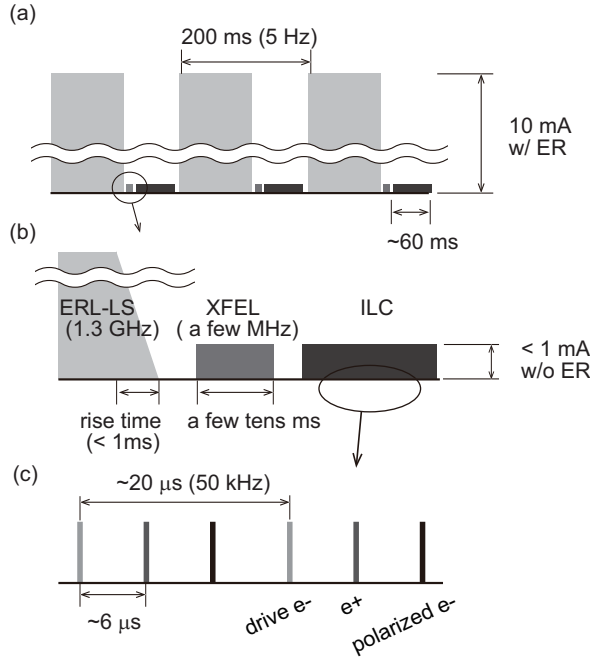 (a)
200 ms (5 Hz)
10 mA
w/ ER
~60 ms
(b)
ERL-LS
(1.3 GHz)
XFEL
( a few MHz)
ILC
< 1 mA
w/o ER
rise time
(< 1ms)
a few tens ms
(c)
~20 μs (50 kHz)
~6 μs
drive e-
e+
polarized e-